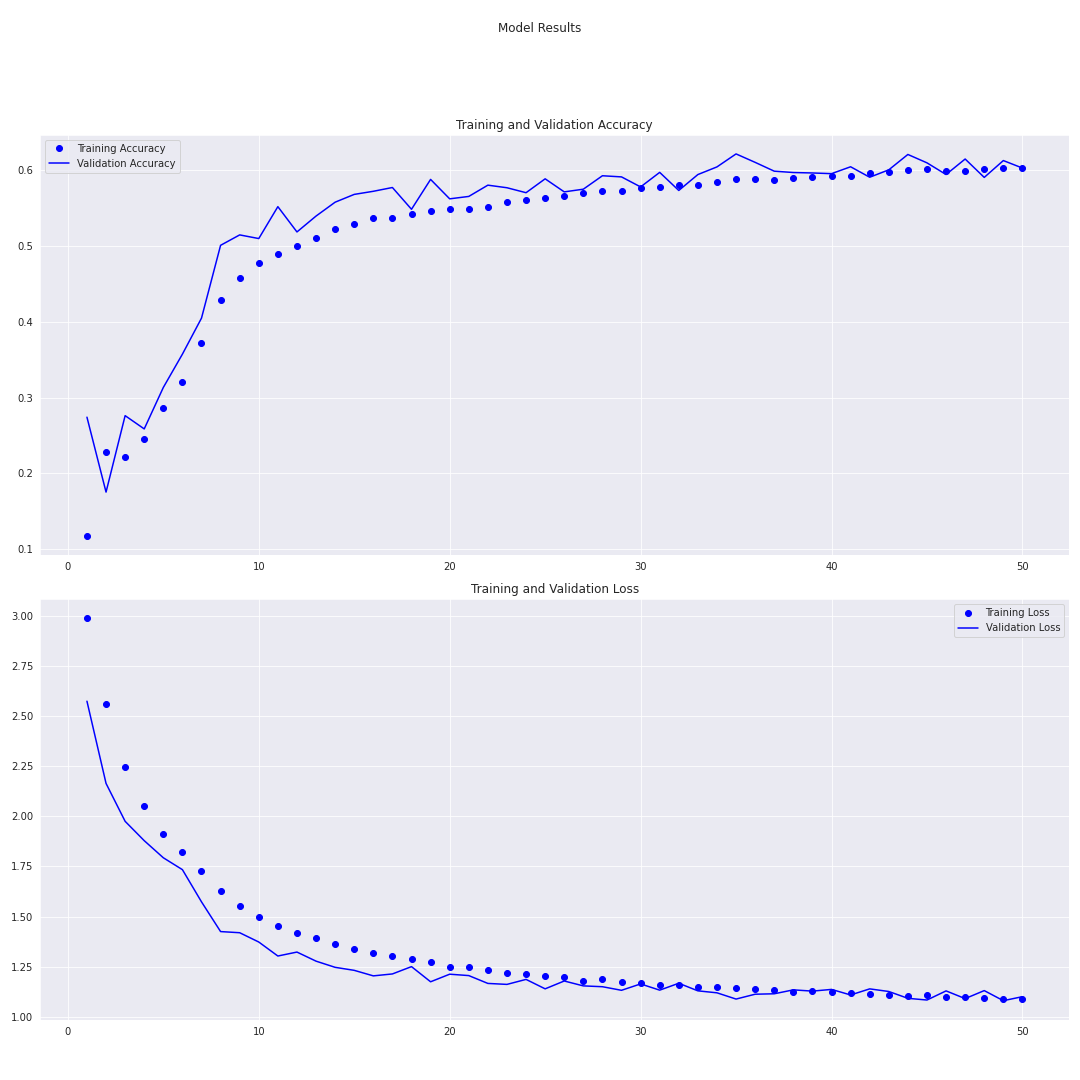 Model Results
Training and Validation Accuracy
Training Accuracy
Validation Accuracy
0.6
0.5
0.4
0.3
0.2
0.1
0 10 20 30 40 50
Training and Validation Loss
Training Loss
Validation Loss
3.00
2.75
2.50
2.25
2.00
1.75
1.50
1.25
1.00
0 10 20 30 40 50